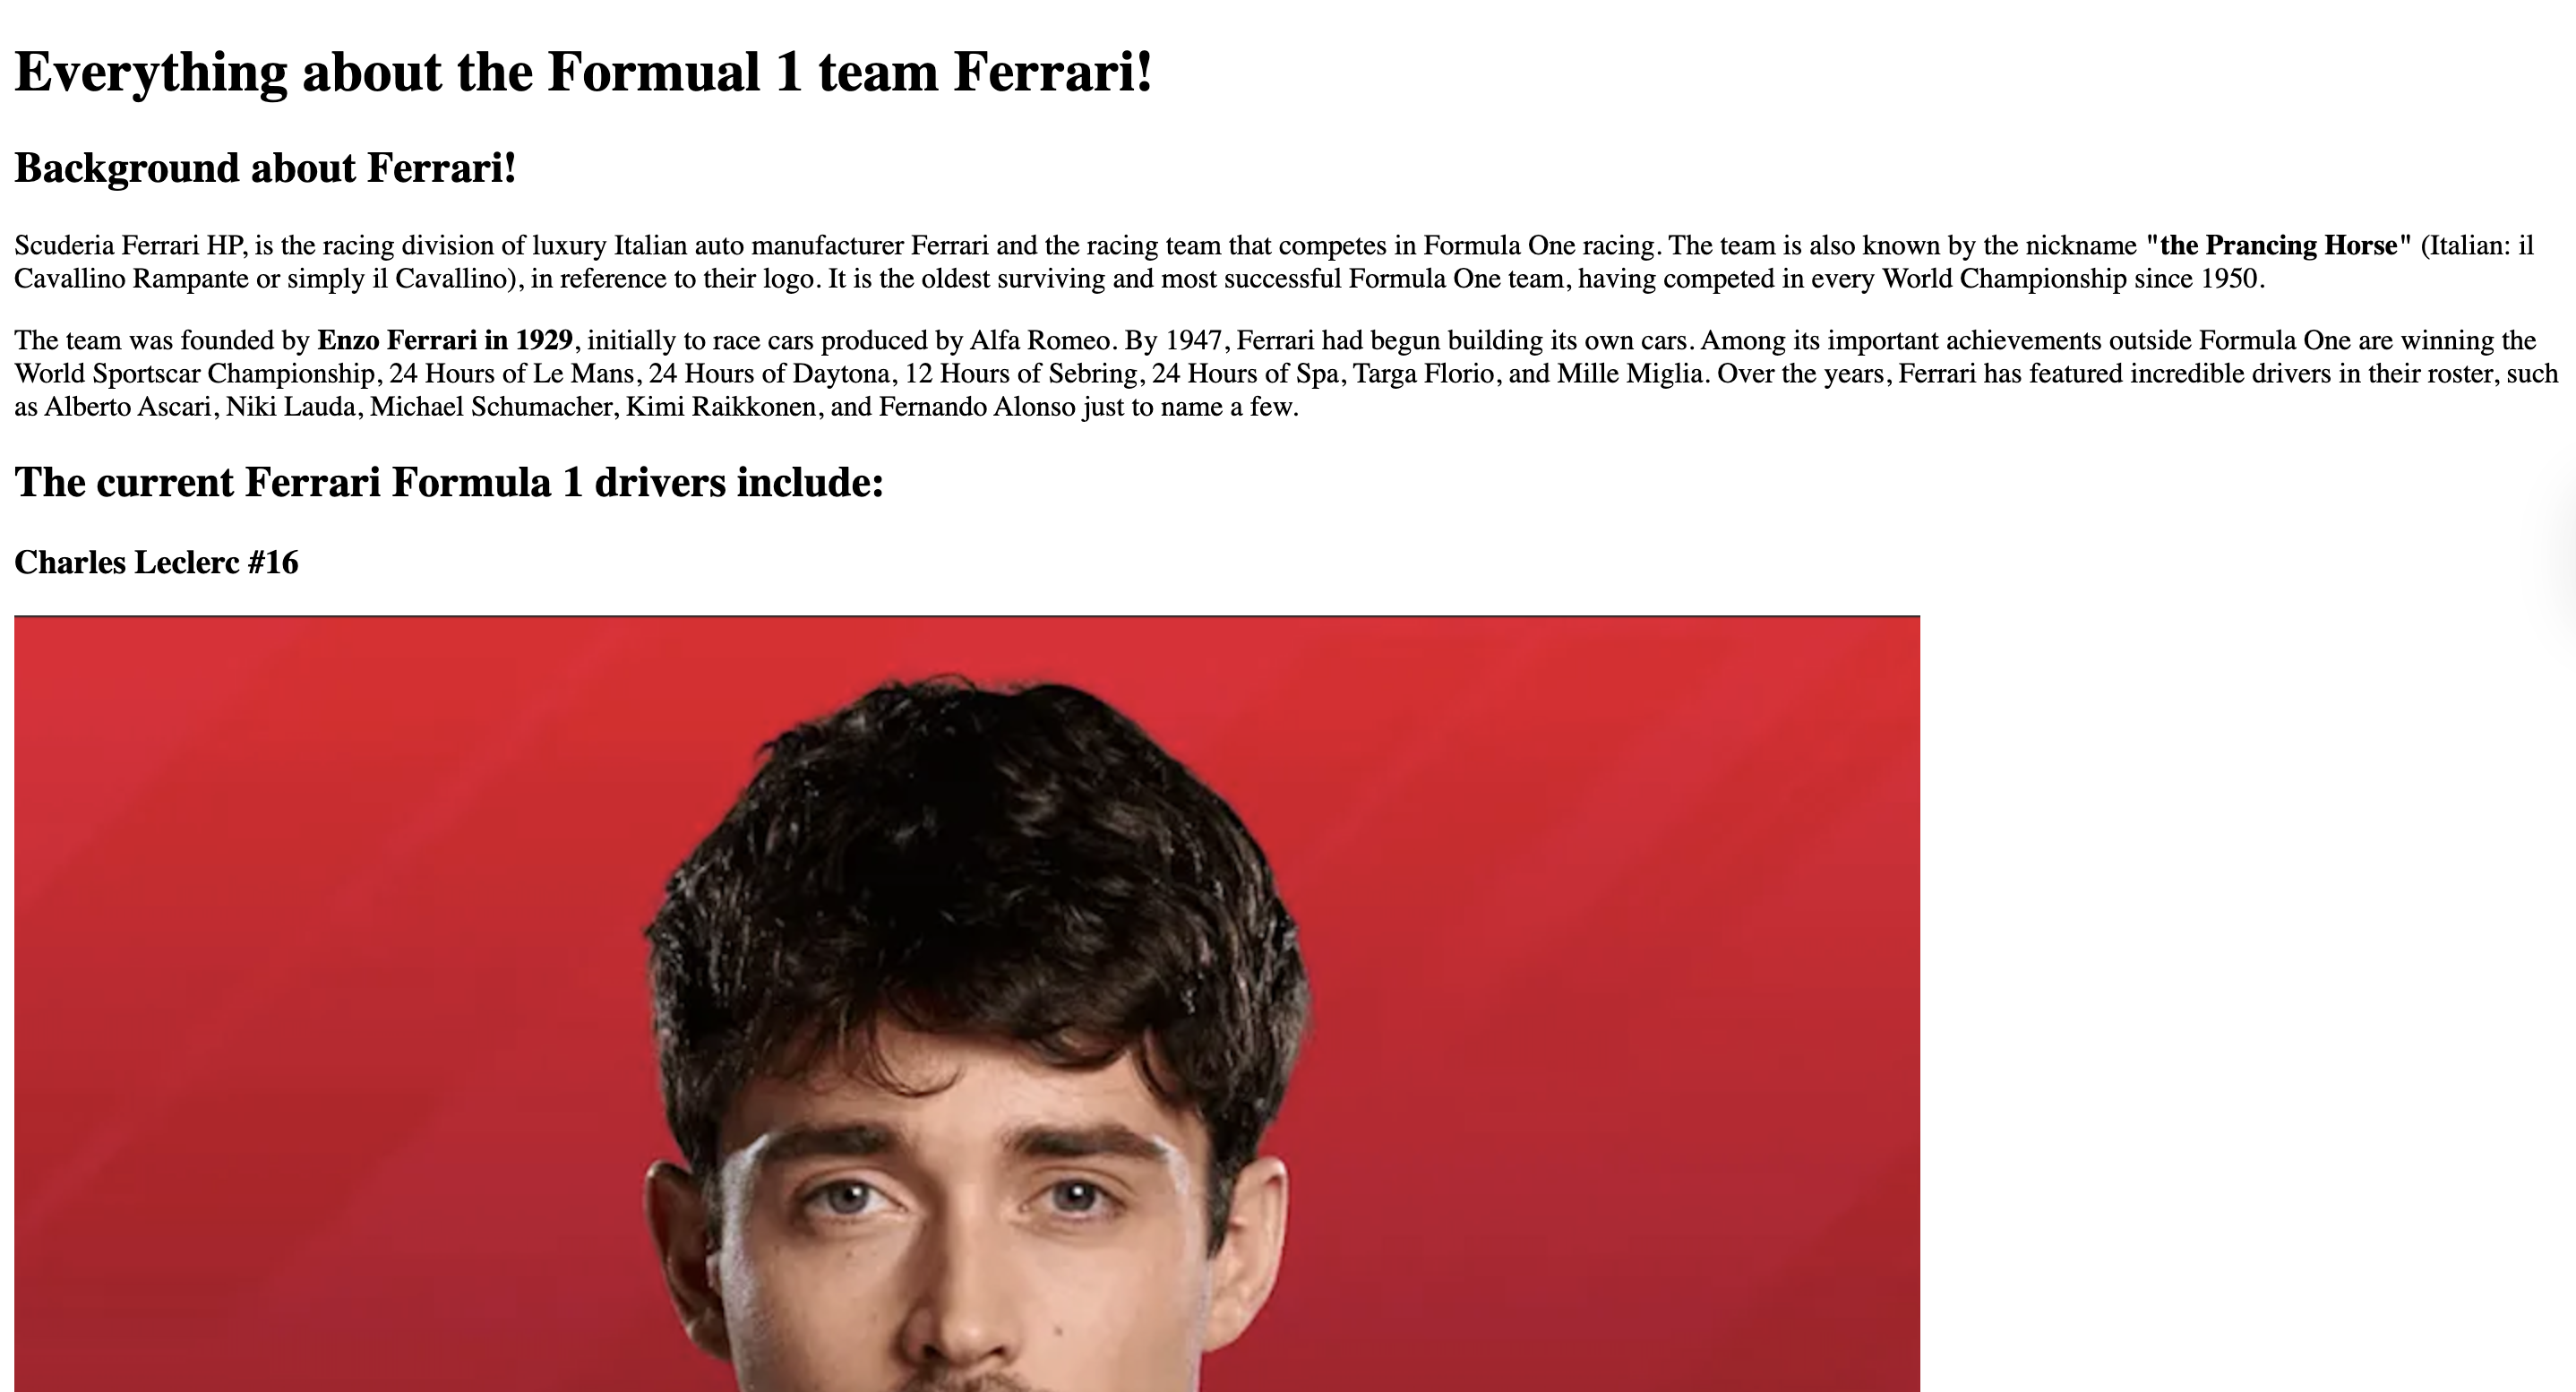 Everything about the Formual 1 team Ferrari!
Background about Ferrari!
Scuderia Ferrari HP, is the racing division of luxury Italian auto manufacturer Ferrari and the racing team that competes in Formula One racing. The team is also known by the nickname "the Prancing Horse" (Italian: il
Cavallino Rampante or simply il Cavallino), in reference to their logo. It is the oldest surviving and most successful Formula One team, having competed in every World Championship since 1950.
The team was founded by Enzo Ferrari in 1929, initially to race cars produced by Alfa Romeo. By 1947, Ferrari had begun building its own cars. Among its important achievements outside Formula One are winning the
World Sportscar Championship, 24 Hours of Le Mans, 24 Hours of Daytona, 12 Hours of Sebring, 24 Hours of Spa, Targa Florio, and Mille Miglia. Over the years, Ferrari has featured incredible drivers in their roster, such
as Alberto Ascari, Niki Lauda, Michael Schumacher, Kimi Raikkonen, and Fernando Alonso just to name a few.
The current Ferrari Formula 1 drivers include:
Charles Leclerc #16